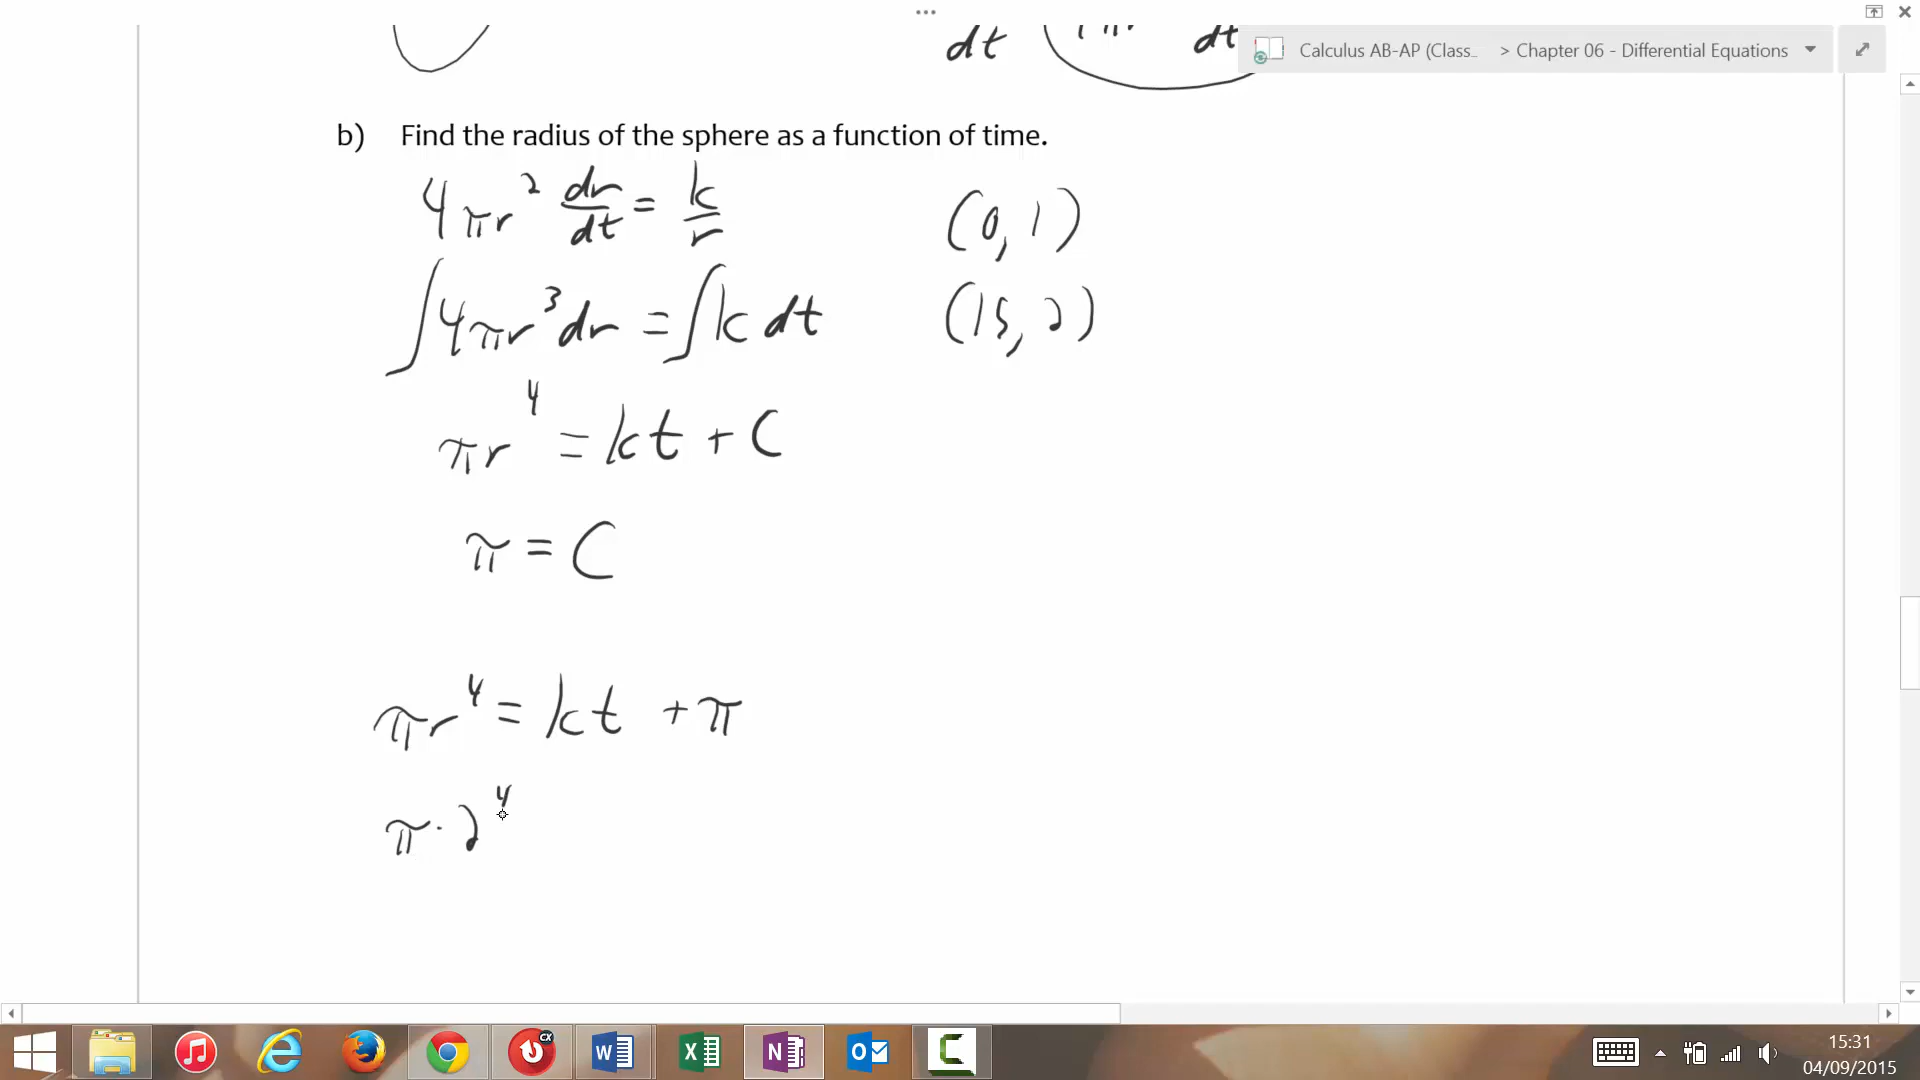 dt dt
Calculus AB-AP (Class... > Chapter 06 - Differential Equations
b) Find the radius of the sphere as a function of time.
4πr² dr/dt = k/r (0, 1)
∫4πr³dr = ∫k dt (15, 2)
πr⁴ = kt + C
π = C
πr⁴ = kt + π
π · 2⁴
15:31
04/09/2015